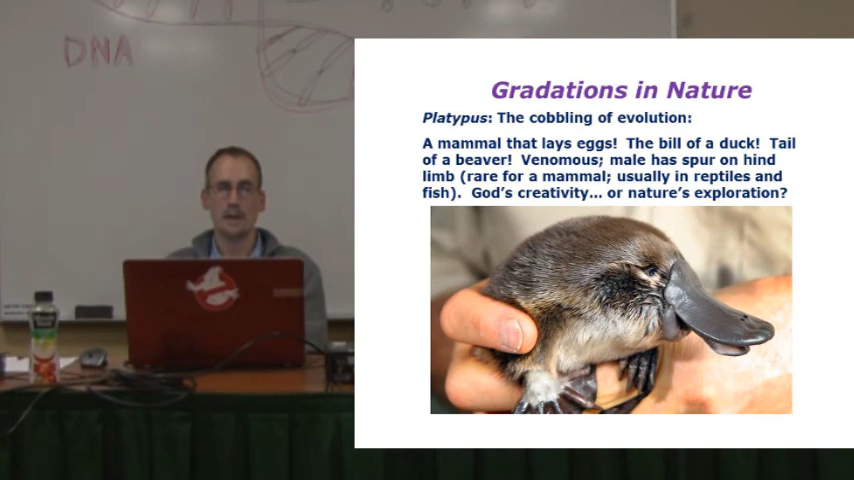 DNA
Gradations in Nature
Platypus: The cobbling of evolution:
A mammal that lays eggs!  The bill of a duck!  Tail
of a beaver!  Venomous; male has spur on hind
limb (rare for a mammal; usually in reptiles and
fish).  God's creativity... or nature's exploration?